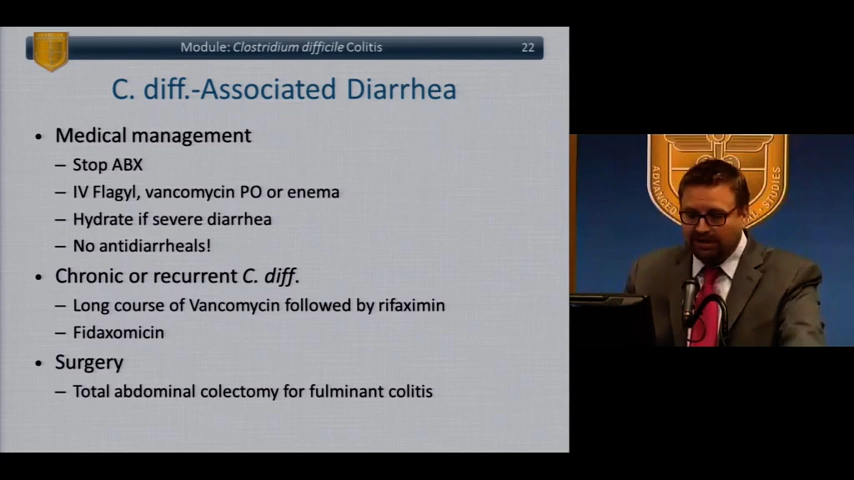 Module: Clostridium difficile Colitis 22
C. diff.-Associated Diarrhea
• Medical management
– Stop ABX
– IV Flagyl, vancomycin PO or enema
– Hydrate if severe diarrhea
– No antidiarrheals!
• Chronic or recurrent C. diff.
– Long course of Vancomycin followed by rifaximin
– Fidaxomicin
• Surgery
– Total abdominal colectomy for fulminant colitis
ADVANCED
STUDIES